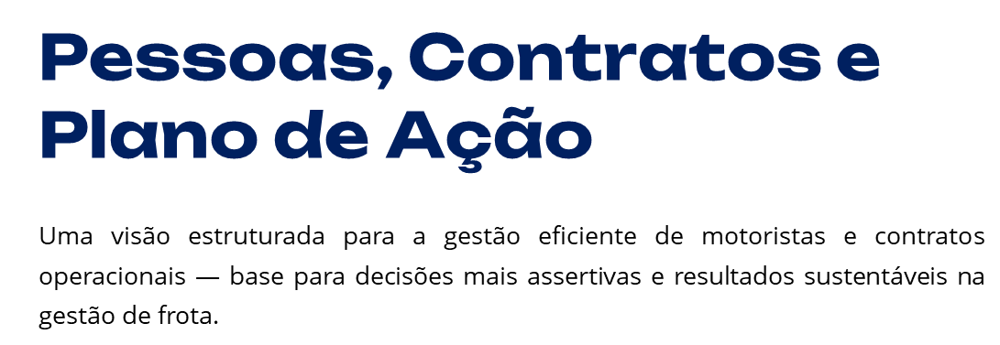 Pessoas, Contratos e
Plano de Ação
Uma visão estruturada para a gestão eficiente de motoristas e contratos
operacionais — base para decisões mais assertivas e resultados sustentáveis na
gestão de frota.